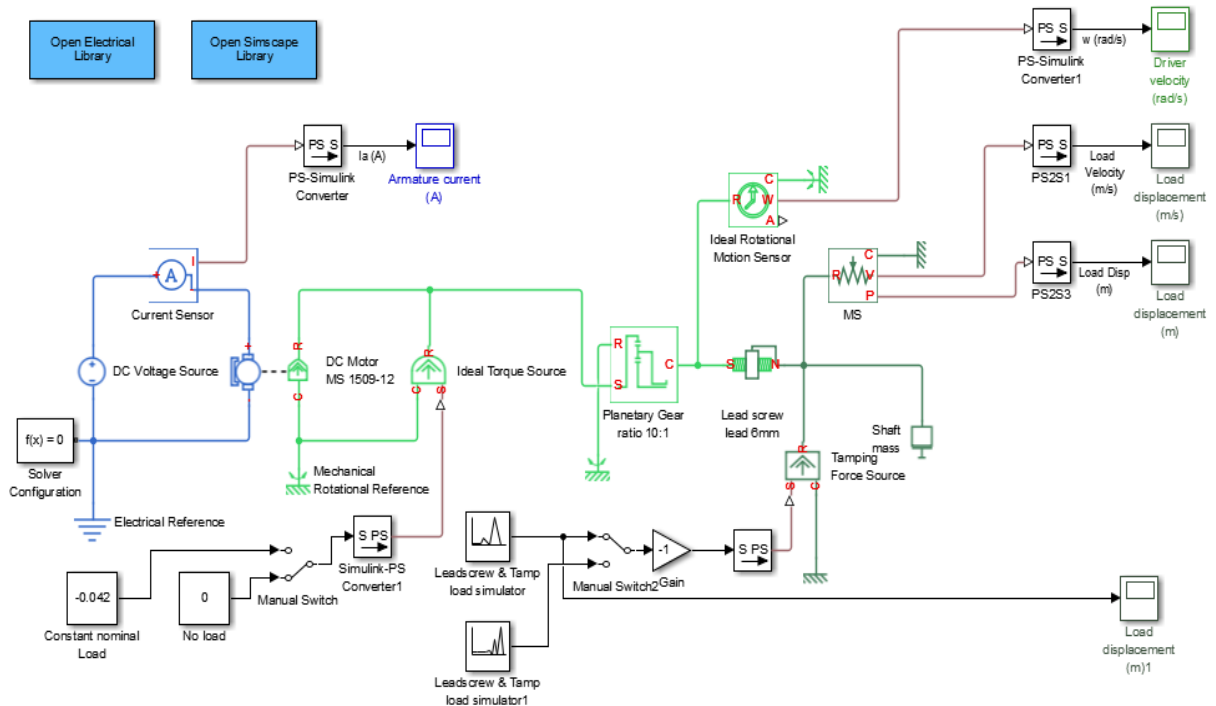 Open Electrical
Library
Open Simscape
Library
PS S
PS-Simulink
Converter1
w (rad/s)
Driver
velocity
(rad/s)
PS S
PS-Simulink
Converter
Ia (A)
Armature current
(A)
PS S
PS2S1
Load
Velocity
(m/s)
Load
displacement
(m/s)
R
C
W
A
Ideal Rotational
Motion Sensor
R
C
V
P
MS
PS S
PS2S3
Load Disp
(m)
Load
displacement
(m)
+
A
I
-
Current Sensor
DC Voltage Source
+
-
R
C
DC Motor
MS 1509-12
R
C
S
Ideal Torque Source
R
S
C
Planetary Gear
ratio 10:1
S
N
Lead screw
lead 6mm
Shaft
mass
R
S
C
Tamping
Force Source
f(x) = 0
Solver
Configuration
Electrical Reference
Mechanical
Rotational Reference
-0.042
Constant nominal
Load
0
No load
Manual Switch
S PS
Simulink-PS
Converter1
Leadscrew & Tamp
load simulator
Leadscrew & Tamp
load simulator1
Manual Switch2
-1
Gain
S PS
Load
displacement
(m)1